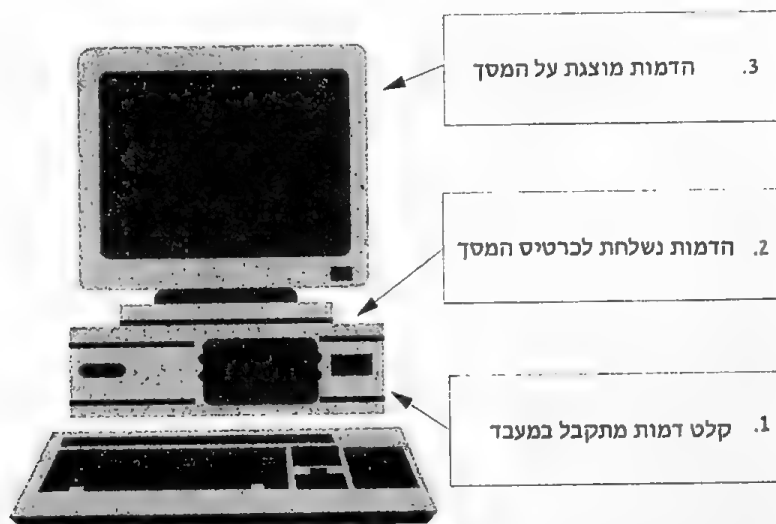 3. הדמות מוצגת על המסך
2. הדמות נשלחת לכרטיס המסך
1. קלט דמות מתקבל במעבד